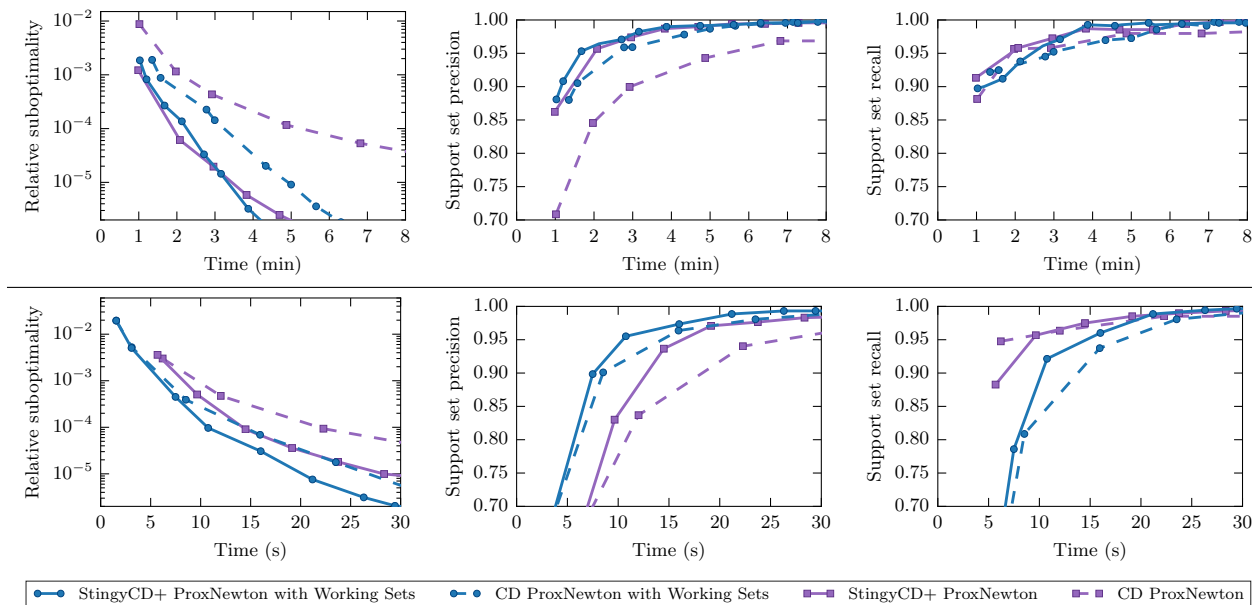 10⁻²
10⁻³
10⁻⁴
10⁻⁵
Relative suboptimality
0 1 2 3 4 5 6 7 8
Time (min)
1.00
0.95
0.90
0.85
0.80
0.75
0.70
Support set precision
0 1 2 3 4 5 6 7 8
Time (min)
1.00
0.95
0.90
0.85
0.80
0.75
0.70
Support set recall
0 1 2 3 4 5 6 7 8
Time (min)
10⁻²
10⁻³
10⁻⁴
10⁻⁵
Relative suboptimality
0 5 10 15 20 25 30
Time (s)
1.00
0.95
0.90
0.85
0.80
0.75
0.70
Support set precision
0 5 10 15 20 25 30
Time (s)
1.00
0.95
0.90
0.85
0.80
0.75
0.70
Support set recall
0 5 10 15 20 25 30
Time (s)
StingyCD+ ProxNewton with Working Sets CD ProxNewton with Working Sets StingyCD+ ProxNewton CD ProxNewton